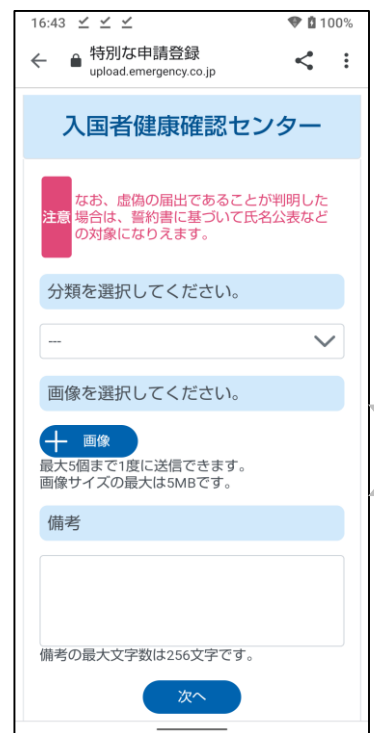 16:43 100%
特別な申請登録
upload.emergency.co.jp
入国者健康確認センター
注意
なお、虚偽の届出であることが判明した
場合は、誓約書に基づいて氏名公表など
の対象になりえます。
分類を選択してください。
---
画像を選択してください。
画像
最大5個まで1度に送信できます。
画像サイズの最大は5MBです。
備考
備考の最大文字数は256文字です。
次へ